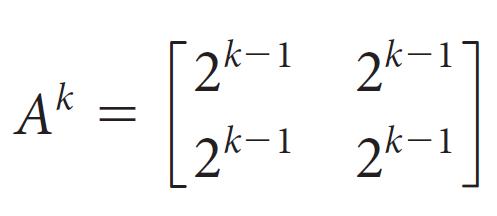 A^k = [ 2^{k−1} 2^{k−1}
2^{k−1} 2^{k−1} ]